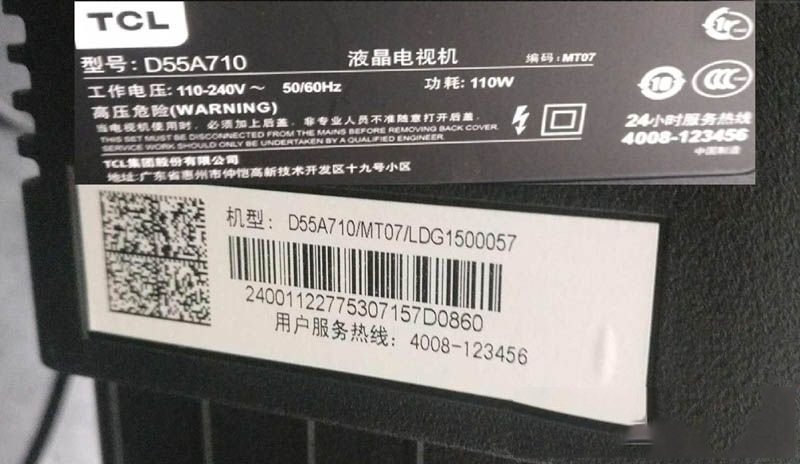 TCL
型号: D55A710 液晶电视机 编码: MT07
工作电压: 110-240V～ 50/60Hz 功耗: 110W
高压危险(WARNING)
当电视机使用时, 必须加上后盖, 非专业人员不准随意打开后盖.
THIS SET MUST BE DISCONNECTED FROM THE MAINS BEFORE REMOVING BACK COVER.
SERVICE WORK SHOULD ONLY BE UNDERTAKEN BY A QUALIFIED ENGINEER.
TCL集团股份有限公司
地址:广东省惠州市仲恺高新技术开发区十九号小区
10
24小时服务热线
4008-123456
中国制造
机型: D55A710/MT07/LDG1500057
24001122775307157D0860
用户服务热线: 4008-123456